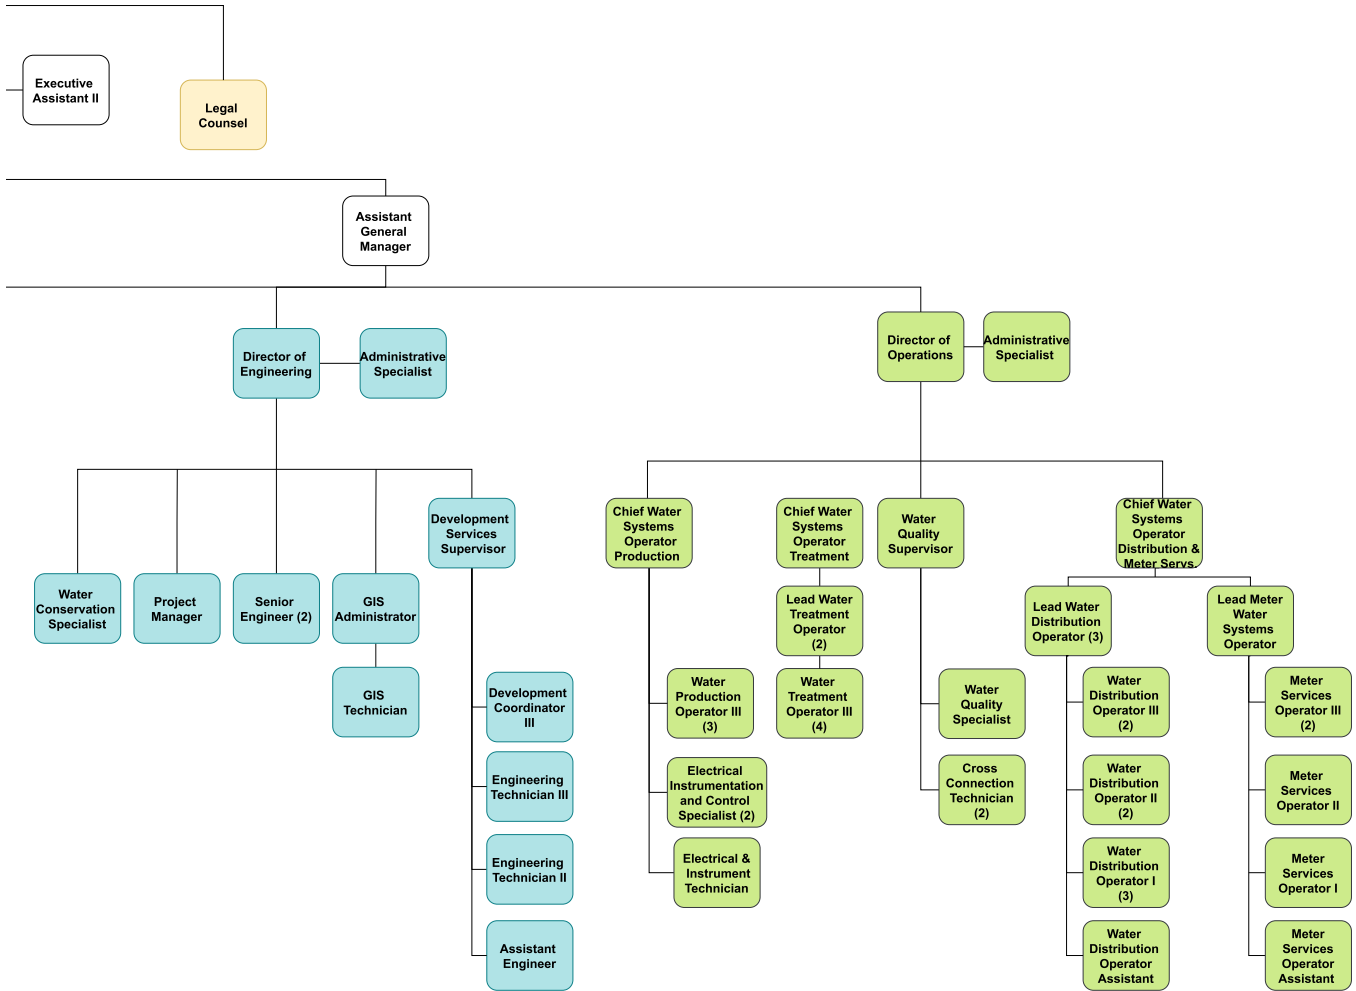 Executive
Assistant II
Legal
Counsel
Assistant
General
Manager
Director of
Engineering
Administrative
Specialist
Director of
Operations
Administrative
Specialist
Water
Conservation
Specialist
Project
Manager
Senior
Engineer (2)
GIS
Administrator
GIS
Technician
Development
Services
Supervisor
Development
Coordinator
III
Engineering
Technician III
Engineering
Technician II
Assistant
Engineer
Chief Water
Systems
Operator
Production
Water
Production
Operator III
(3)
Electrical
Instrumentation
and Control
Specialist (2)
Electrical &
Instrument
Technician
Chief Water
Systems
Operator
Treatment
Lead Water
Treatment
Operator
(2)
Water
Treatment
Operator III
(4)
Water
Quality
Supervisor
Water
Quality
Specialist
Cross
Connection
Technician
(2)
Chief Water
Systems
Operator
Distribution &
Meter Servs.
Lead Water
Distribution
Operator (3)
Water
Distribution
Operator III
(2)
Water
Distribution
Operator II
(2)
Water
Distribution
Operator I
(3)
Water
Distribution
Operator
Assistant
Lead Meter
Water
Systems
Operator
Meter
Services
Operator III
(2)
Meter
Services
Operator II
Meter
Services
Operator I
Meter
Services
Operator
Assistant